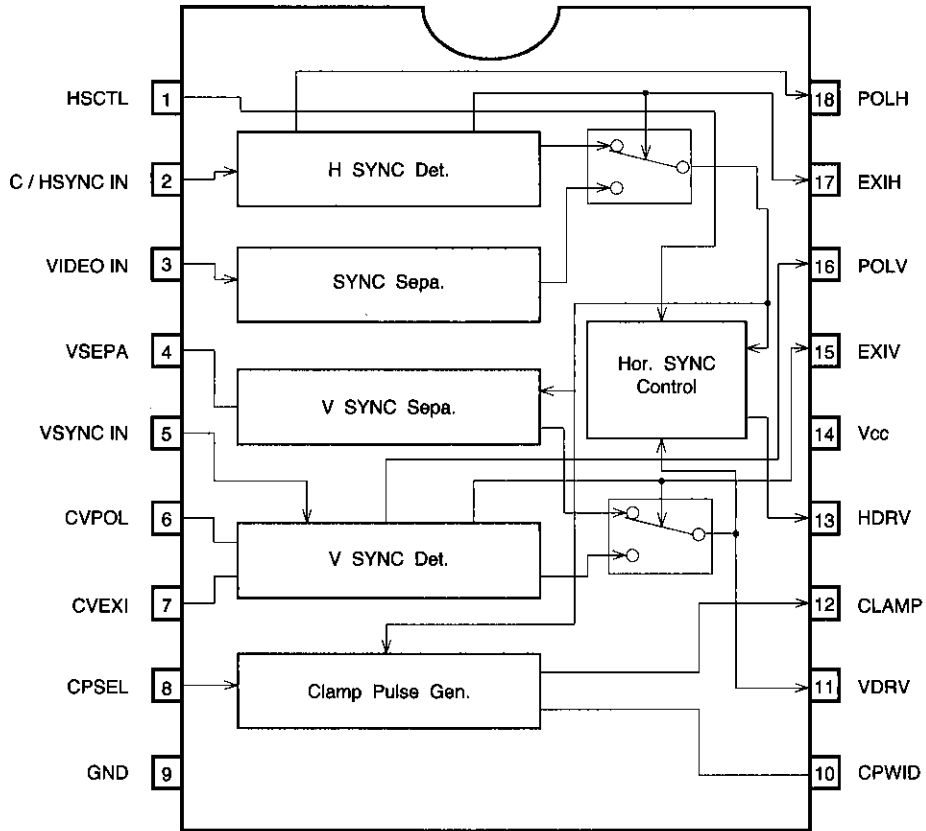 HSCTL 1
18 POLH
C / HSYNC IN 2
H SYNC Det.
17 EXIH
VIDEO IN 3
SYNC Sepa.
16 POLV
VSEPA 4
V SYNC Sepa.
Hor. SYNC
Control
15 EXIV
VSYNC IN 5
14 Vcc
CVPOL 6
V SYNC Det.
13 HDRV
CVEXI 7
12 CLAMP
CPSEL 8
Clamp Pulse Gen.
11 VDRV
GND 9
10 CPWID